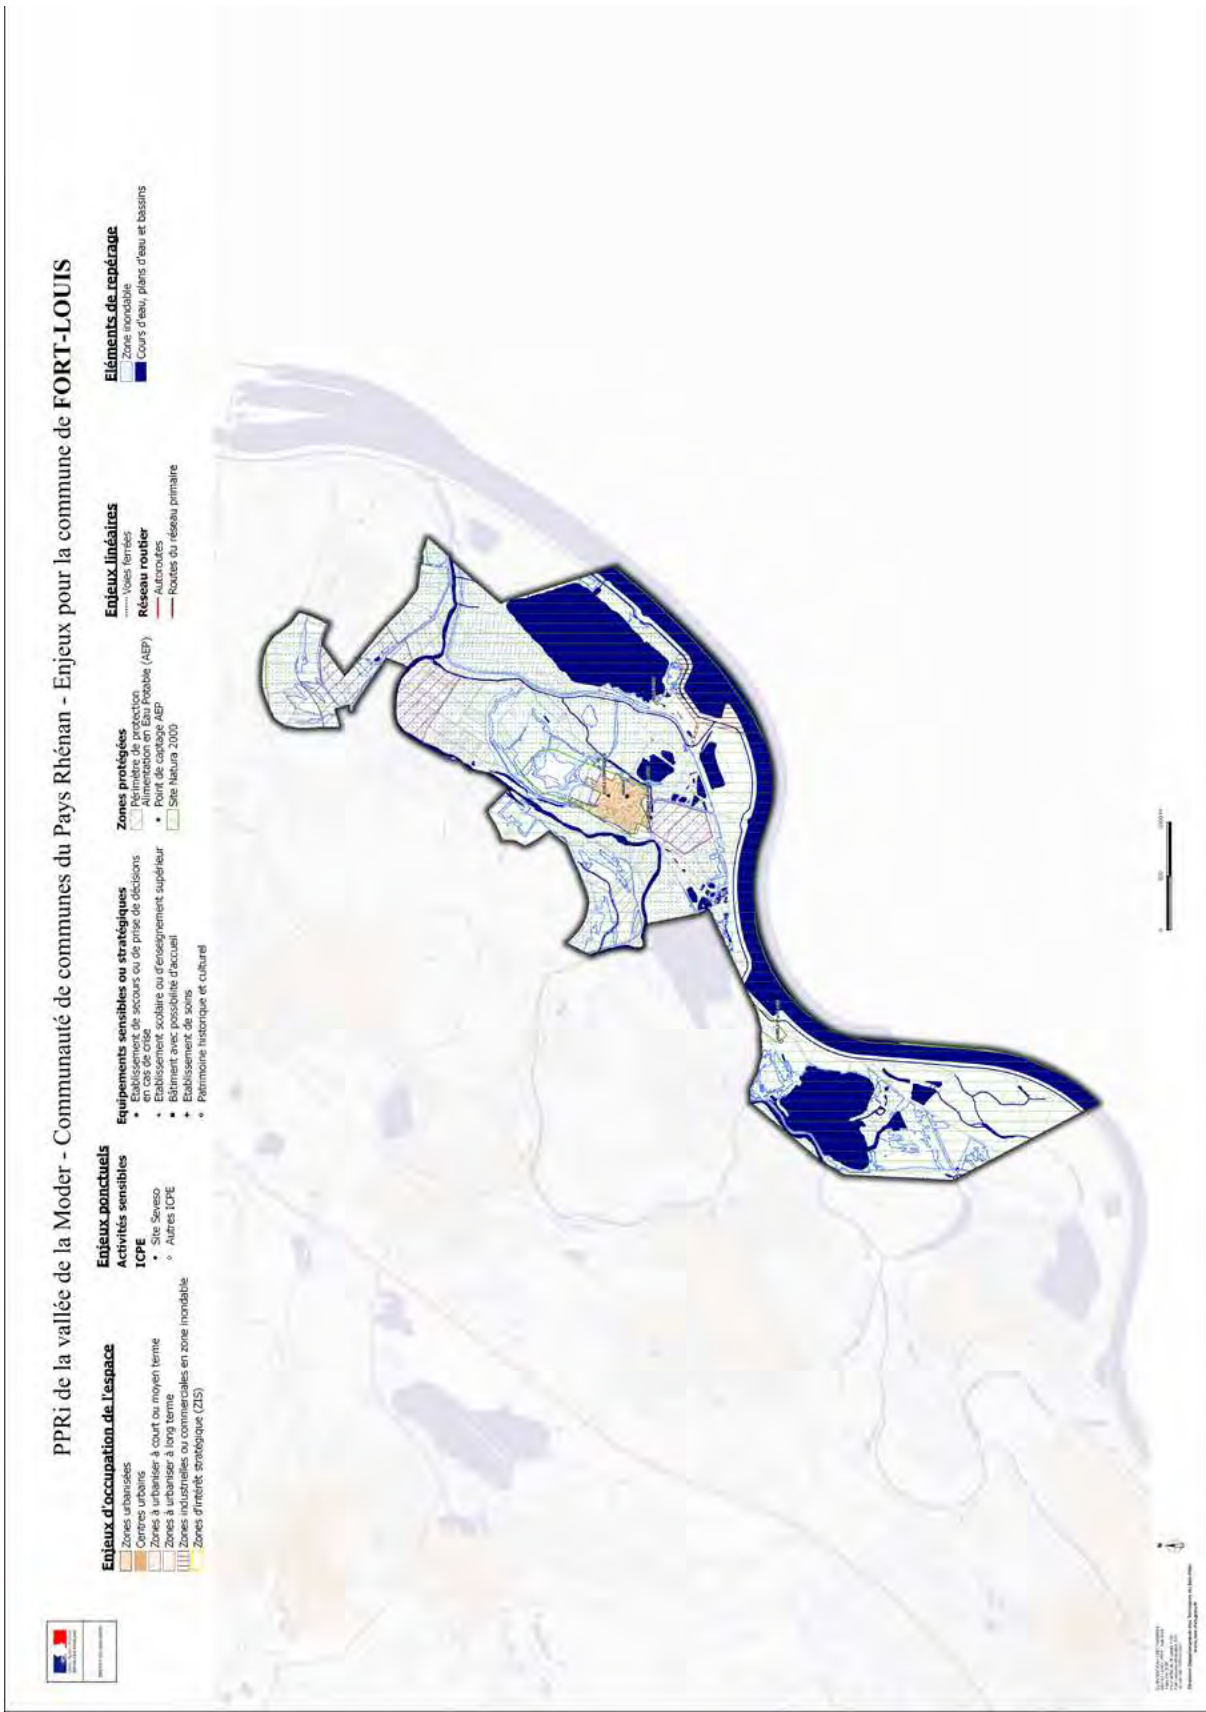 PPRi de la vallée de la Moder - Communauté de communes du Pays Rhénan - Enjeux pour la commune de FORT-LOUIS
Enjeux d'occupation de l'espace
Zones urbanisées
Centres urbains
Zones à urbaniser à court ou moyen terme
Zones à urbaniser à long terme
Zones industrielles ou commerciales en zone inondable
Zones d'intérêt stratégique (ZIS)
Enjeux ponctuels
Activités sensibles
ICPE
Site Seveso
Autres ICPE
Equipements sensibles ou stratégiques
Etablissement de secours ou de prise de décisions
en cas de crise
Etablissement scolaire ou d'enseignement supérieur
Bâtiment avec possibilité d'accueil
Etablissement de soins
Patrimoine historique et culturel
Zones protégées
Périmètre de protection
Alimentation en Eau Potable (AEP)
Point de captage AEP
Site Natura 2000
Enjeux linéaires
Voies ferrées
Réseau routier
Autoroutes
Routes du réseau primaire
Eléments de repérage
Zone inondable
Cours d'eau, plans d'eau et bassins